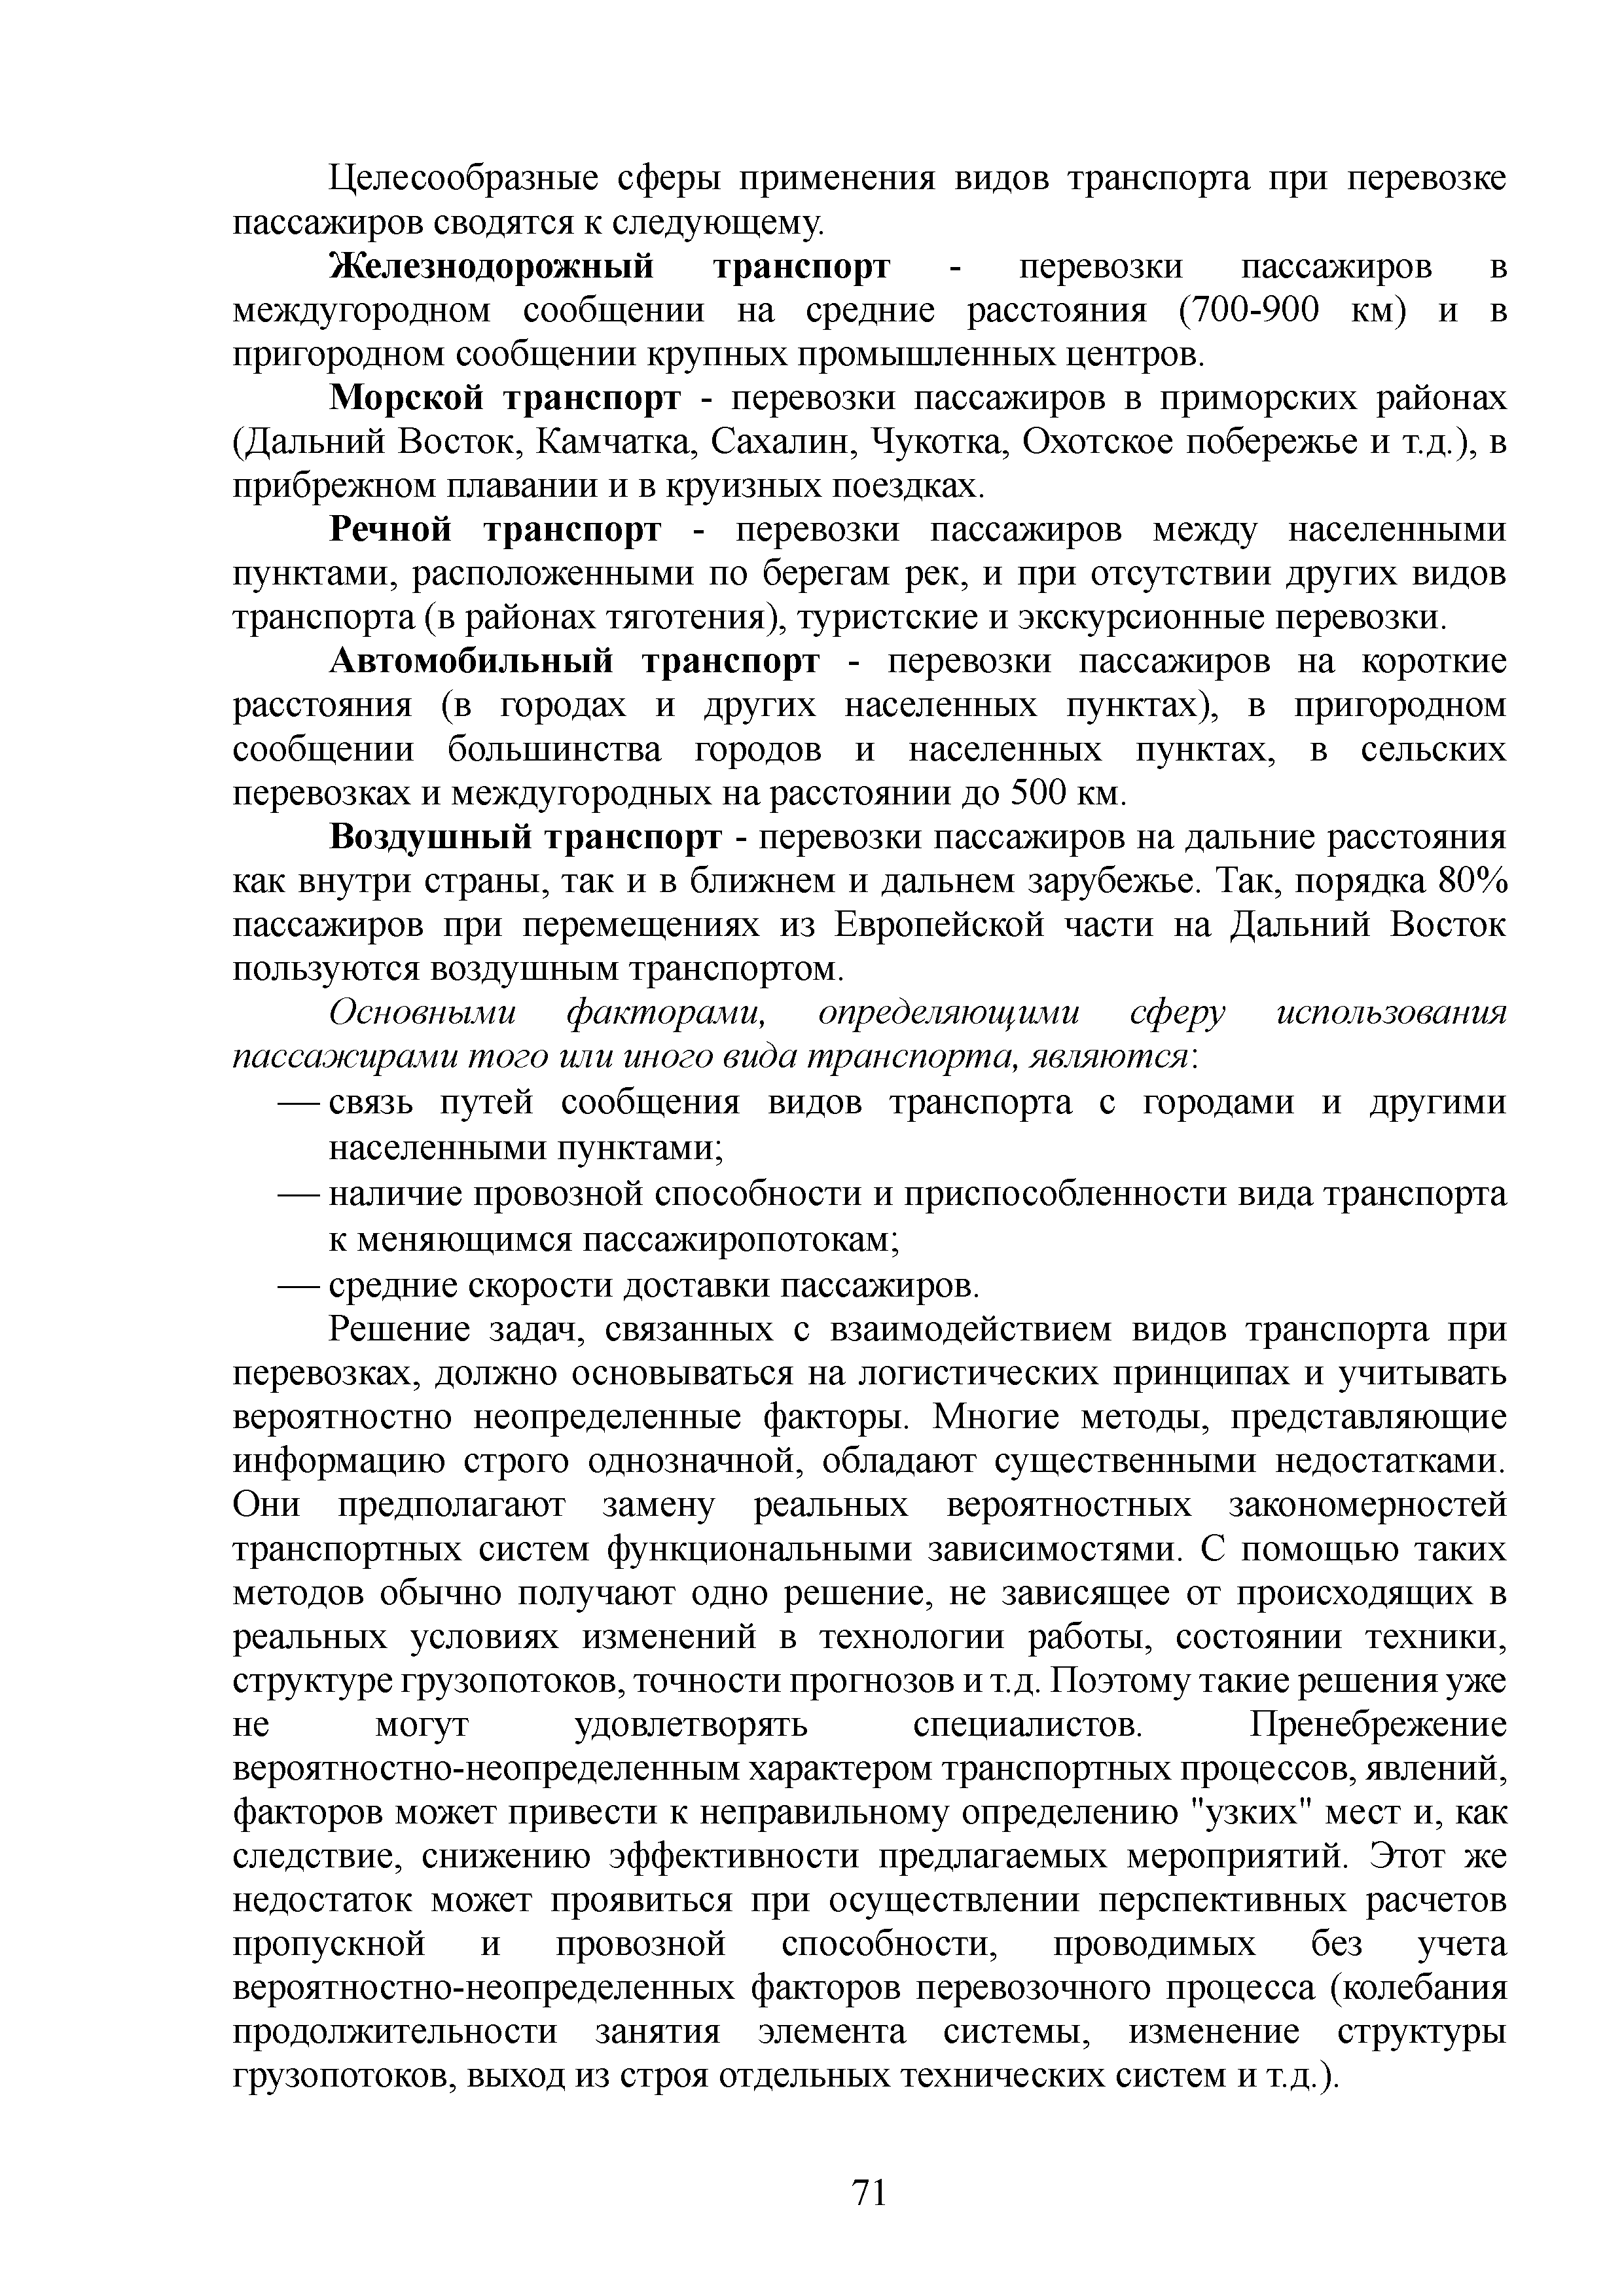 Целесообразные сферы применения видов транспорта при перевозке
пассажиров сводятся к следующему.
Железнодорожный транспорт - перевозки пассажиров в
междугородном сообщении на средние расстояния (700-900 км) и в
пригородном сообщении крупных промышленных центров.
Морской транспорт - перевозки пассажиров в приморских районах
(Дальний Восток, Камчатка, Сахалин, Чукотка, Охотское побережье и т.д.), в
прибрежном плавании и в круизных поездках.
Речной транспорт - перевозки пассажиров между населенными
пунктами, расположенными по берегам рек, и при отсутствии других видов
транспорта (в районах тяготения), туристские и экскурсионные перевозки.
Автомобильный транспорт - перевозки пассажиров на короткие
расстояния (в городах и других населенных пунктах), в пригородном
сообщении большинства городов и населенных пунктах, в сельских
перевозках и междугородных на расстоянии до 500 км.
Воздушный транспорт - перевозки пассажиров на дальние расстояния
как внутри страны, так и в ближнем и дальнем зарубежье. Так, порядка 80%
пассажиров при перемещениях из Европейской части на Дальний Восток
пользуются воздушным транспортом.
Основными факторами, определяющими сферу использования
пассажирами того или иного вида транспорта, являются:
— связь путей сообщения видов транспорта с городами и другими
населенными пунктами;
— наличие провозной способности и приспособленности вида транспорта
к меняющимся пассажиропотокам;
— средние скорости доставки пассажиров.
Решение задач, связанных с взаимодействием видов транспорта при
перевозках, должно основываться на логистических принципах и учитывать
вероятностно неопределенные факторы. Многие методы, представляющие
информацию строго однозначной, обладают существенными недостатками.
Они предполагают замену реальных вероятностных закономерностей
транспортных систем функциональными зависимостями. С помощью таких
методов обычно получают одно решение, не зависящее от происходящих в
реальных условиях изменений в технологии работы, состоянии техники,
структуре грузопотоков, точности прогнозов и т.д. Поэтому такие решения уже
не могут удовлетворять специалистов. Пренебрежение
вероятностно-неопределенным характером транспортных процессов, явлений,
факторов может привести к неправильному определению "узких" мест и, как
следствие, снижению эффективности предлагаемых мероприятий. Этот же
недостаток может проявиться при осуществлении перспективных расчетов
пропускной и провозной способности, проводимых без учета
вероятностно-неопределенных факторов перевозочного процесса (колебания
продолжительности занятия элемента системы, изменение структуры
грузопотоков, выход из строя отдельных технических систем и т.д.).
71